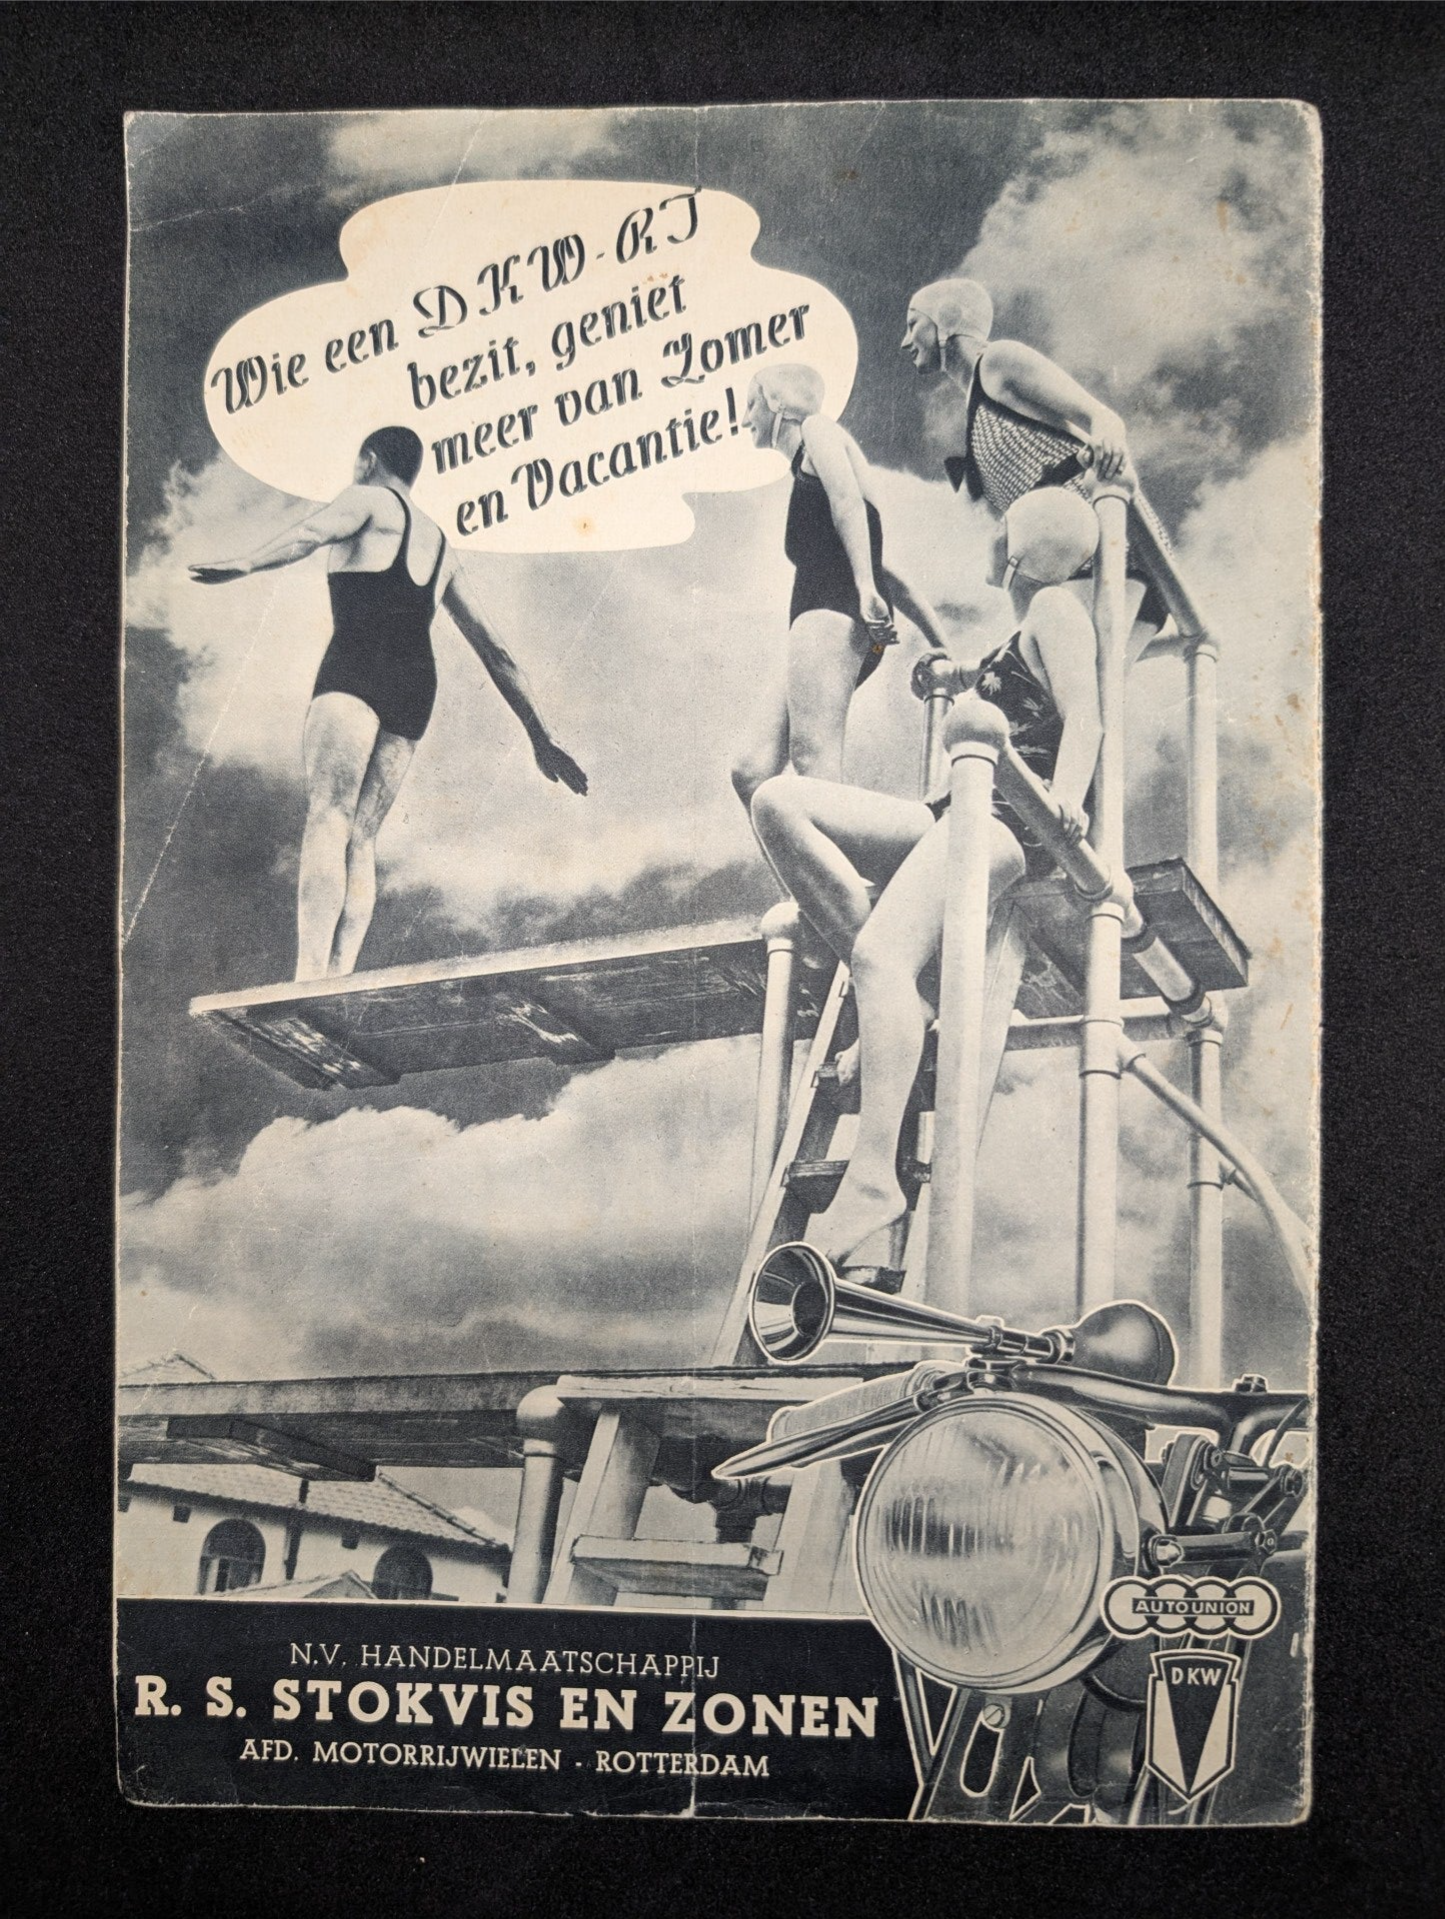 Wie een DKW-RT
bezit, geniet
meer van Zomer
en Vacantie!
AUTO UNION
DKW
N.V. HANDELMAATSCHAPPIJ
R. S. STOKVIS EN ZONEN
AFD. MOTORRIJWIELEN - ROTTERDAM